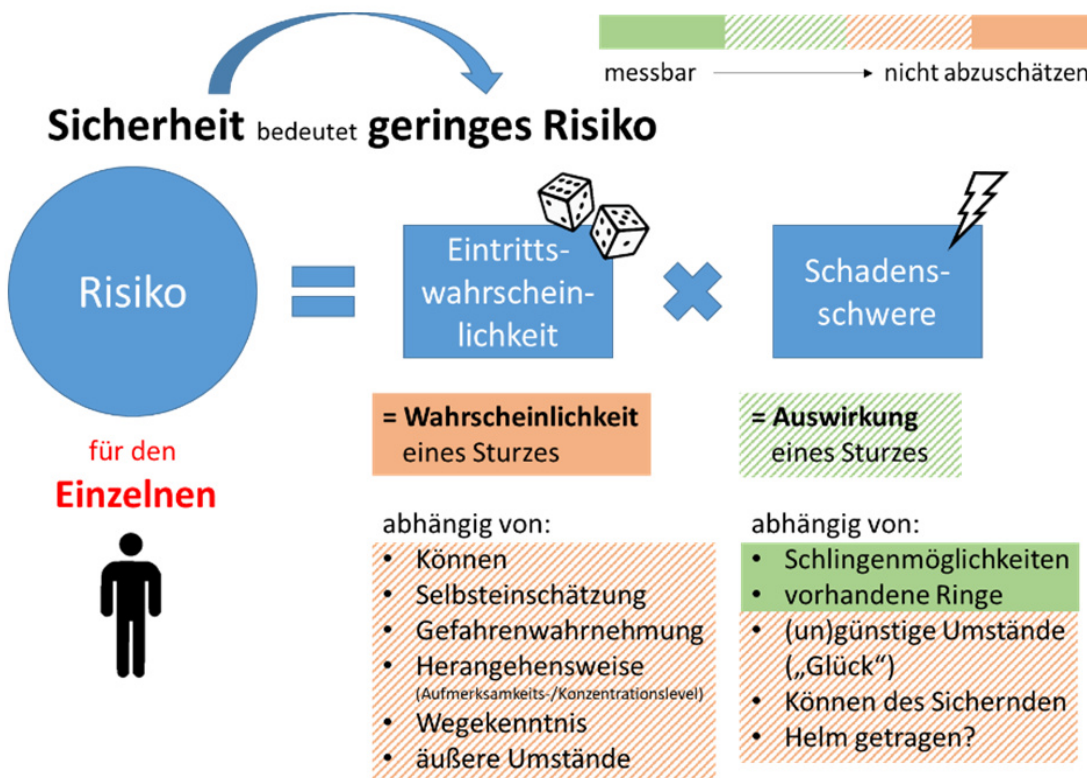 messbar nicht abzuschätzen
Sicherheit bedeutet geringes Risiko
Risiko
Eintritts-
wahrschein-
lichkeit
Schadens-
schwere
für den
Einzelnen
= Wahrscheinlichkeit
eines Sturzes
abhängig von:
• Können
• Selbsteinschätzung
• Gefahrenwahrnehmung
• Herangehensweise
(Aufmerksamkeits-/Konzentrationslevel)
• Wegekenntnis
• äußere Umstände
= Auswirkung
eines Sturzes
abhängig von:
• Schlingenmöglichkeiten
• vorhandene Ringe
• (un)günstige Umstände
(„Glück“)
• Können des Sichernden
• Helm getragen?